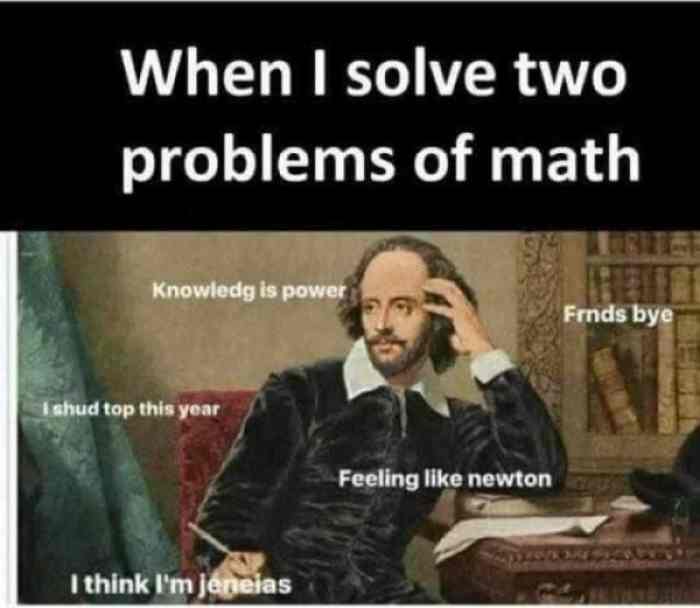 When I solve two
problems of math
Knowledg is power
Frnds bye
I shud top this year
Feeling like newton
I think I'm jeneias